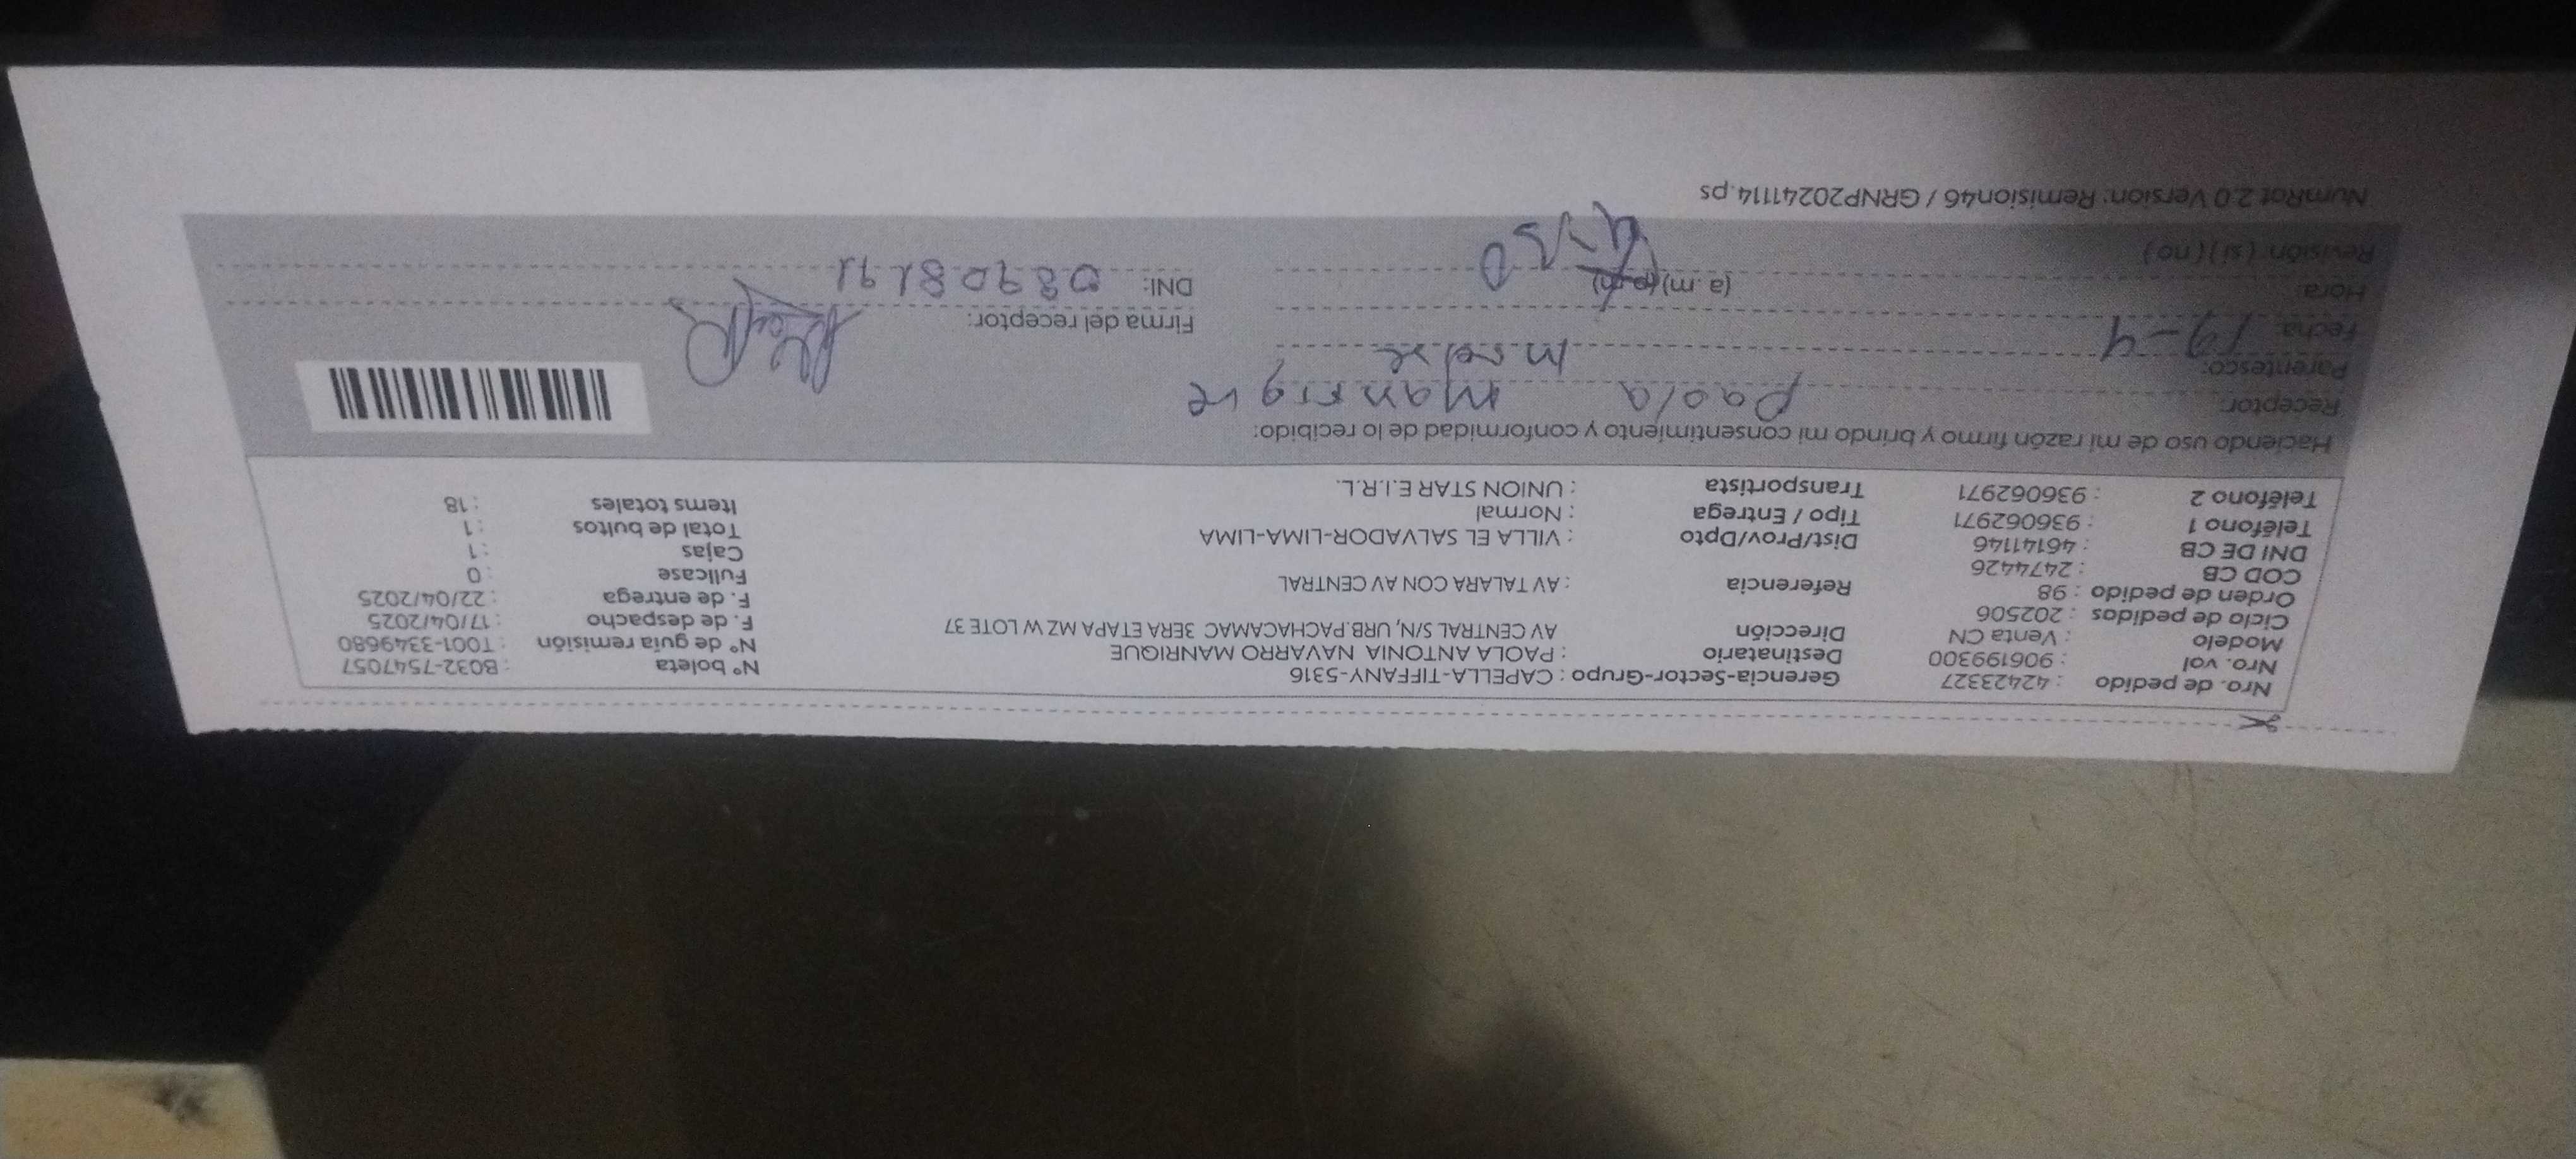 Nro. de pedido : 42423327 Gerencia-Sector-Grupo : CAPELLA-TIFFANY-5316 N° boleta : B032-7547057
Nro. vol : 906199300 Destinatario : PAOLA ANTONIA NAVARRO MANRIQUE N° de guía remisión : T001-3349680
Modelo : Venta CN Dirección AV CENTRAL S/N, URB.PACHACAMAC 3ERA ETAPA MZ W LOTE 37 F. de despacho : 17/04/2025
Ciclo de pedidos : 202506 F. de entrega : 22/04/2025
Orden de pedido : 98 Referencia : AV TALARA CON AV CENTRAL Fullcase : 0
COD CB : 2474426 Cajas : 1
DNI DE CB : 46141146 Dist/Prov/Dpto : VILLA EL SALVADOR-LIMA-LIMA Total de bultos : 1
Teléfono 1 : 936062971 Tipo / Entrega : Normal Items totales : 18
Teléfono 2 : 936062971 Transportista : UNION STAR E.I.R.L.
Haciendo uso de mi razón firmo y brindo mi consentimiento y conformidad de lo recibido:
Receptor: Paola Manrique
Parentesco:
Fecha: 19-4 Firma del receptor:
Hora: (a.m) (p.m) DNI:
Revisión: (si) (no)
NumRot 2.0 Version: Remision46 / GRNP20241114.ps